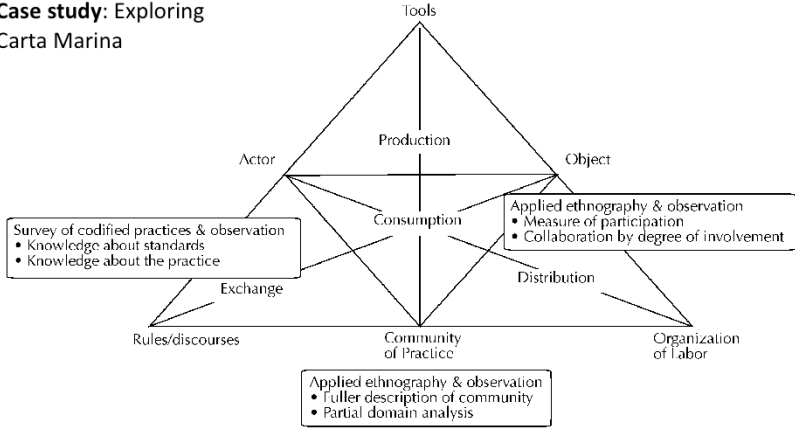 Case study: Exploring
Carta Marina
Tools
Production
Actor
Object
Consumption
Applied ethnography & observation
• Measure of participation
• Collaboration by degree of involvement
Survey of codified practices & observation
• Knowledge about standards
• Knowledge about the practice
Exchange
Distribution
Rules/discourses
Community
of Practice
Organization
of Labor
Applied ethnography & observation
• Fuller description of community
• Partial domain analysis